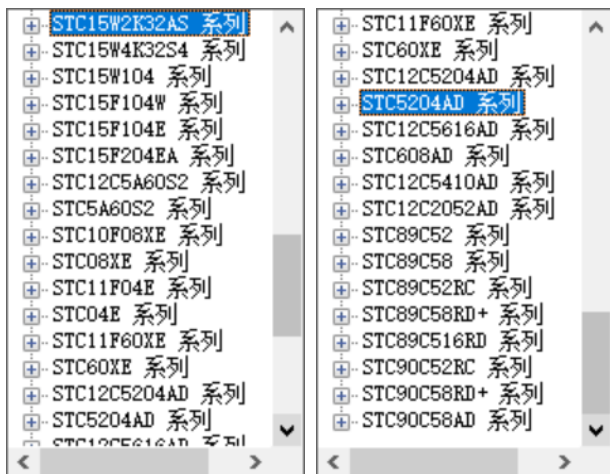 STC15W2K32AS 系列
STC15W4K32S4 系列
STC15W104 系列
STC15F104W 系列
STC15F104E 系列
STC15F204EA 系列
STC12C5A60S2 系列
STC5A60S2 系列
STC10F08XE 系列
STC08XE 系列
STC11F04E 系列
STC04E 系列
STC11F60XE 系列
STC60XE 系列
STC12C5204AD 系列
STC5204AD 系列
STC12C5616AD 系列
STC11F60XE 系列
STC60XE 系列
STC12C5204AD 系列
STC5204AD 系列
STC12C5616AD 系列
STC608AD 系列
STC12C5410AD 系列
STC12C2052AD 系列
STC89C52 系列
STC89C58 系列
STC89C52RC 系列
STC89C58RD+ 系列
STC89C516RD 系列
STC90C52RC 系列
STC90C58RD+ 系列
STC90C58AD 系列